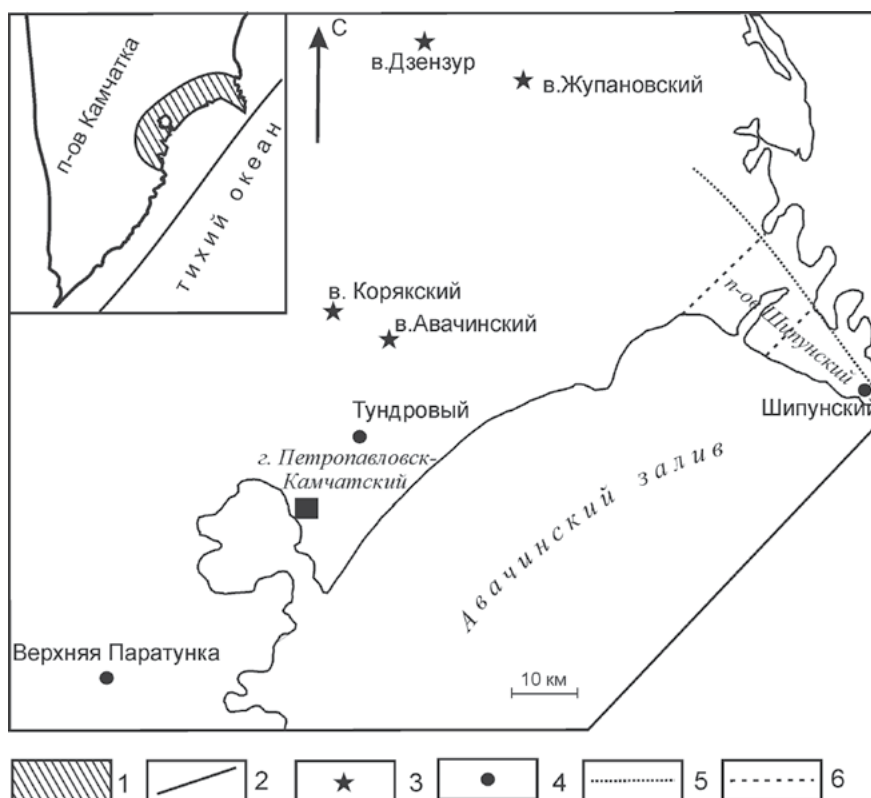 С
в.Дзензур
в.Жупановский
п-ов Камчатка
тихий океан
в. Корякский
в.Авачинский
п-ов Шипунский
Шипунский
Тундровый
г. Петропавловск-
Камчатский
Авачинский залив
Верхняя Паратунка
10 км
1 2 3 4 5 6